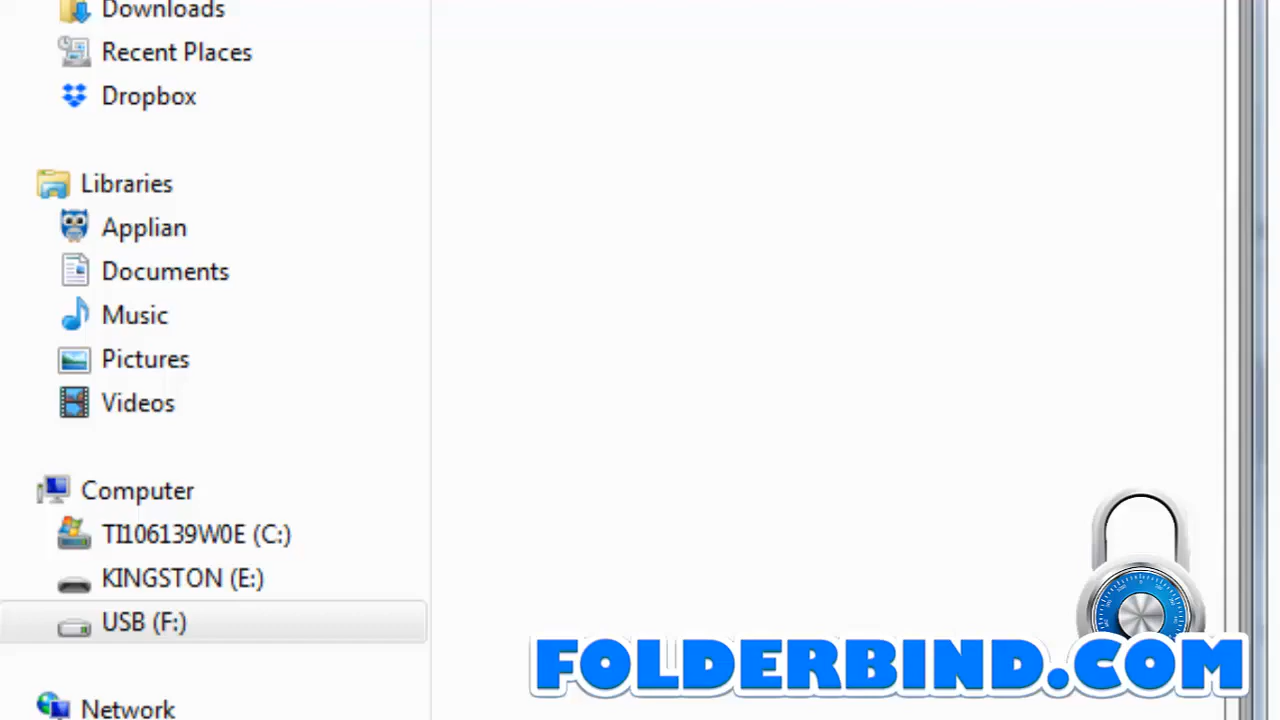 Downloads
Recent Places
Dropbox
Libraries
Applian
Documents
Music
Pictures
Videos
Computer
TI106139W0E (C:)
KINGSTON (E:)
USB (F:)
Network
FOLDERBIND.COM